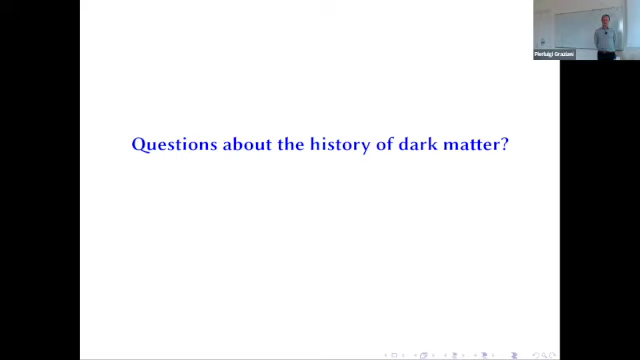 Pierluigi Graziani
Questions about the history of dark matter?